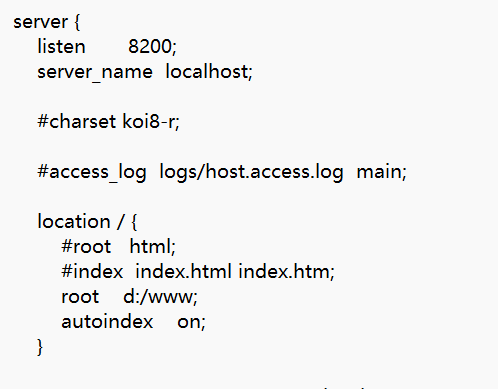 server {
listen 8200;
server_name localhost;
#charset koi8-r;
#access_log logs/host.access.log main;
location / {
#root html;
#index index.html index.htm;
root d:/www;
autoindex on;
}